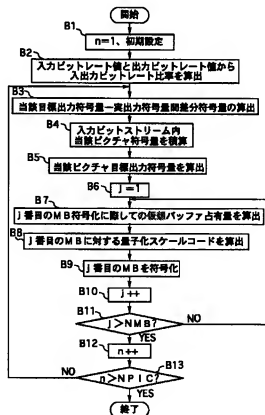 開始
B1
n=1、初期設定
B2
入力ビットレート値と出力ビットレート値から
入出力ビットレート比率を算出
B3
当該目標出力符号量－実出力符号量間差分符号量の算出
B4
入力ビットストリーム内
当該ピクチャ符号量を積算
B5
当該ピクチャ目標出力符号量を算出
B6
j=1
B7
j番目のMB符号化に際しての仮想バッファ占有量を算出
B8
j番目のMBに対する量子化スケールコードを算出
B9
j番目のMBを符号化
B10
j++
B11
j>NMB?
NO
YES
B12
n++
B13
NO
n>NPIC?
YES
終了